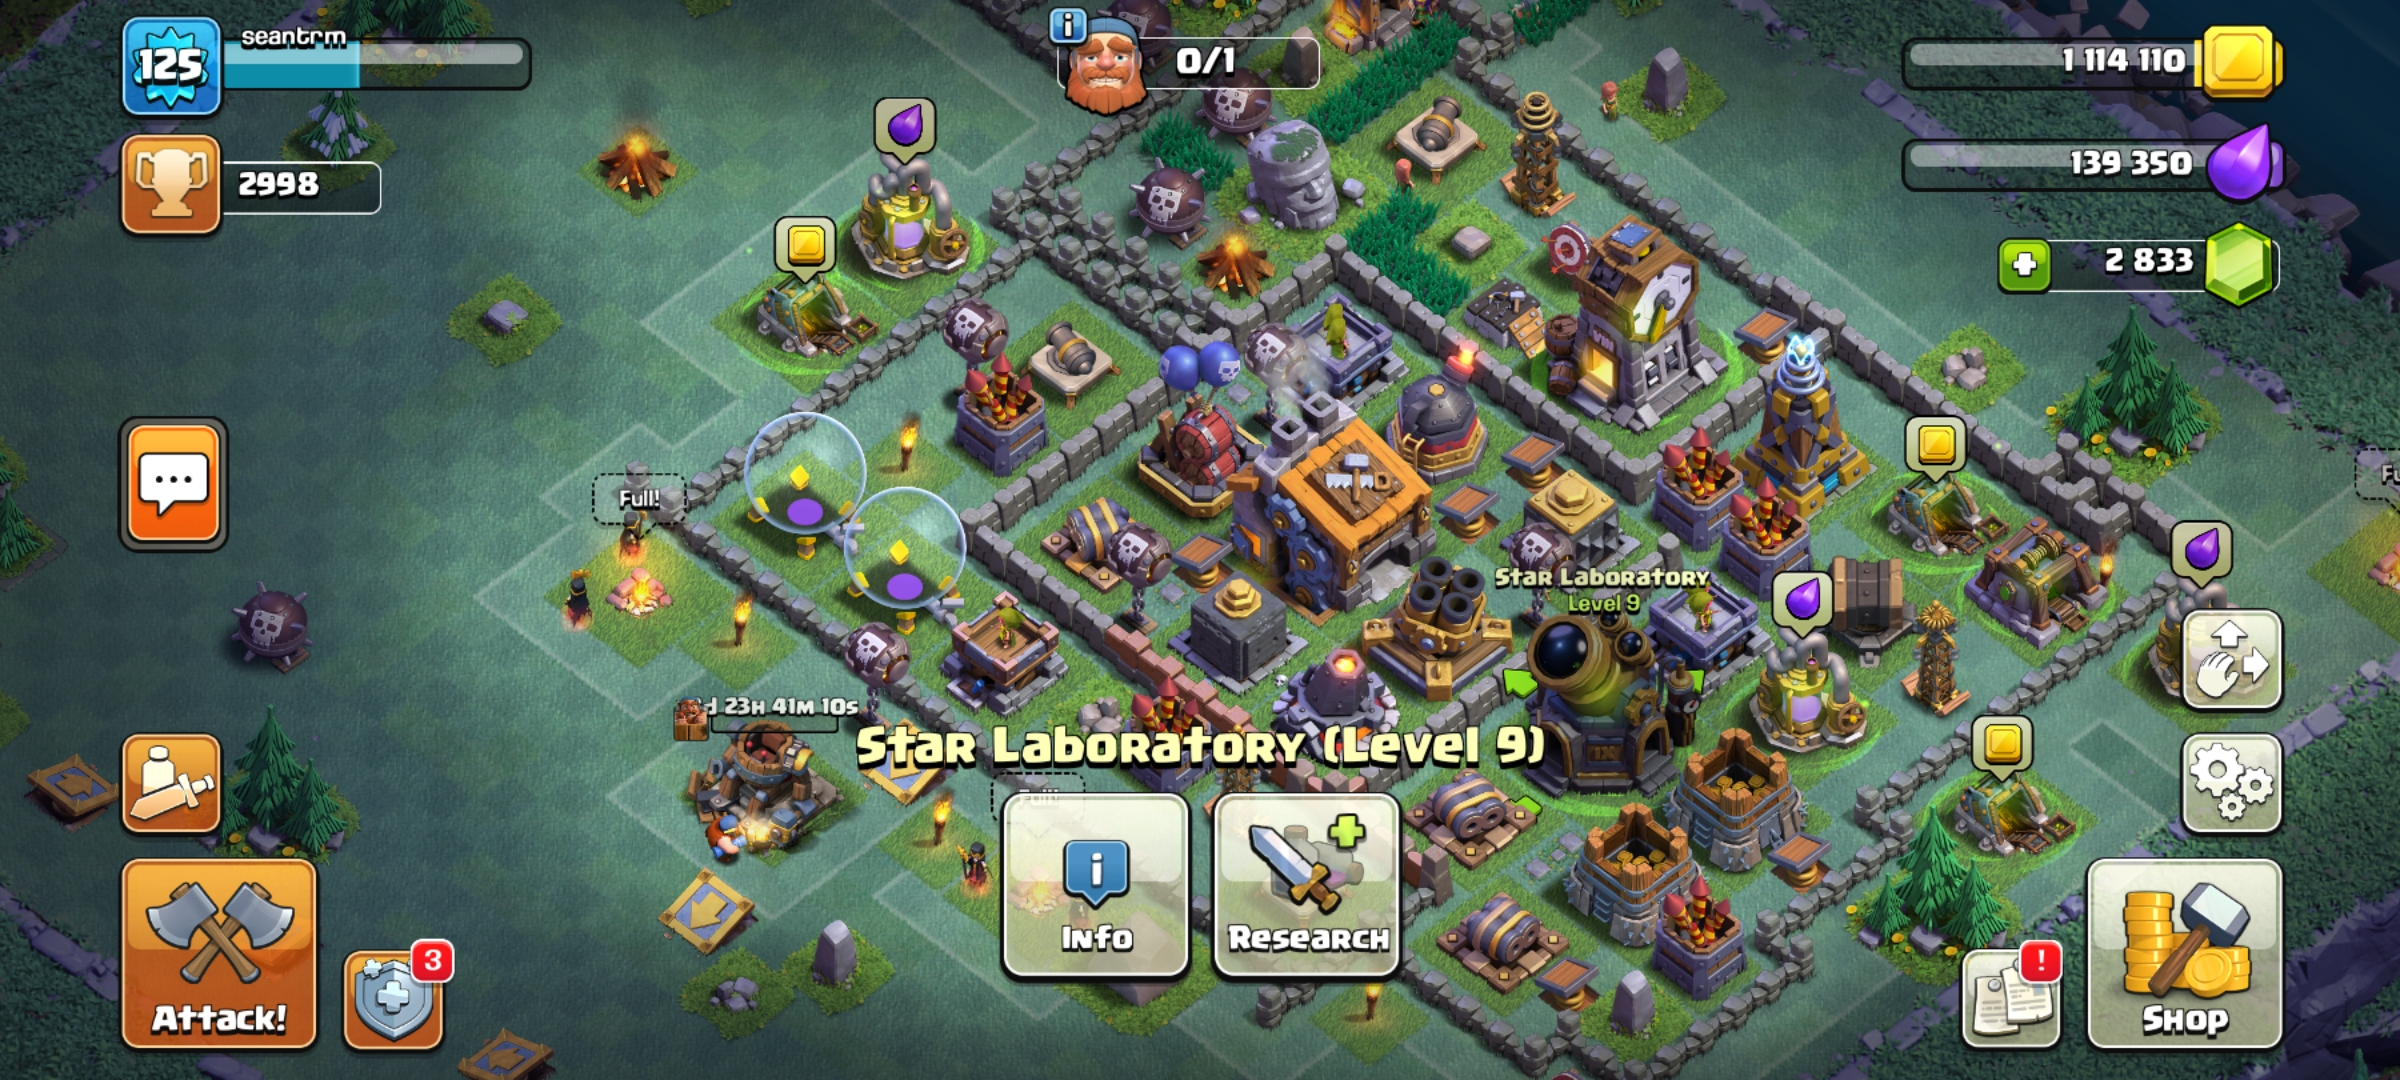 125
seantrm
0/1
1 114 110
2998
139 350
2 833
Full!
Star Laboratory
Level 9
23H 41M 10s
Star Laboratory (Level 9)
Info
Research
Attack!
3
!
Shop